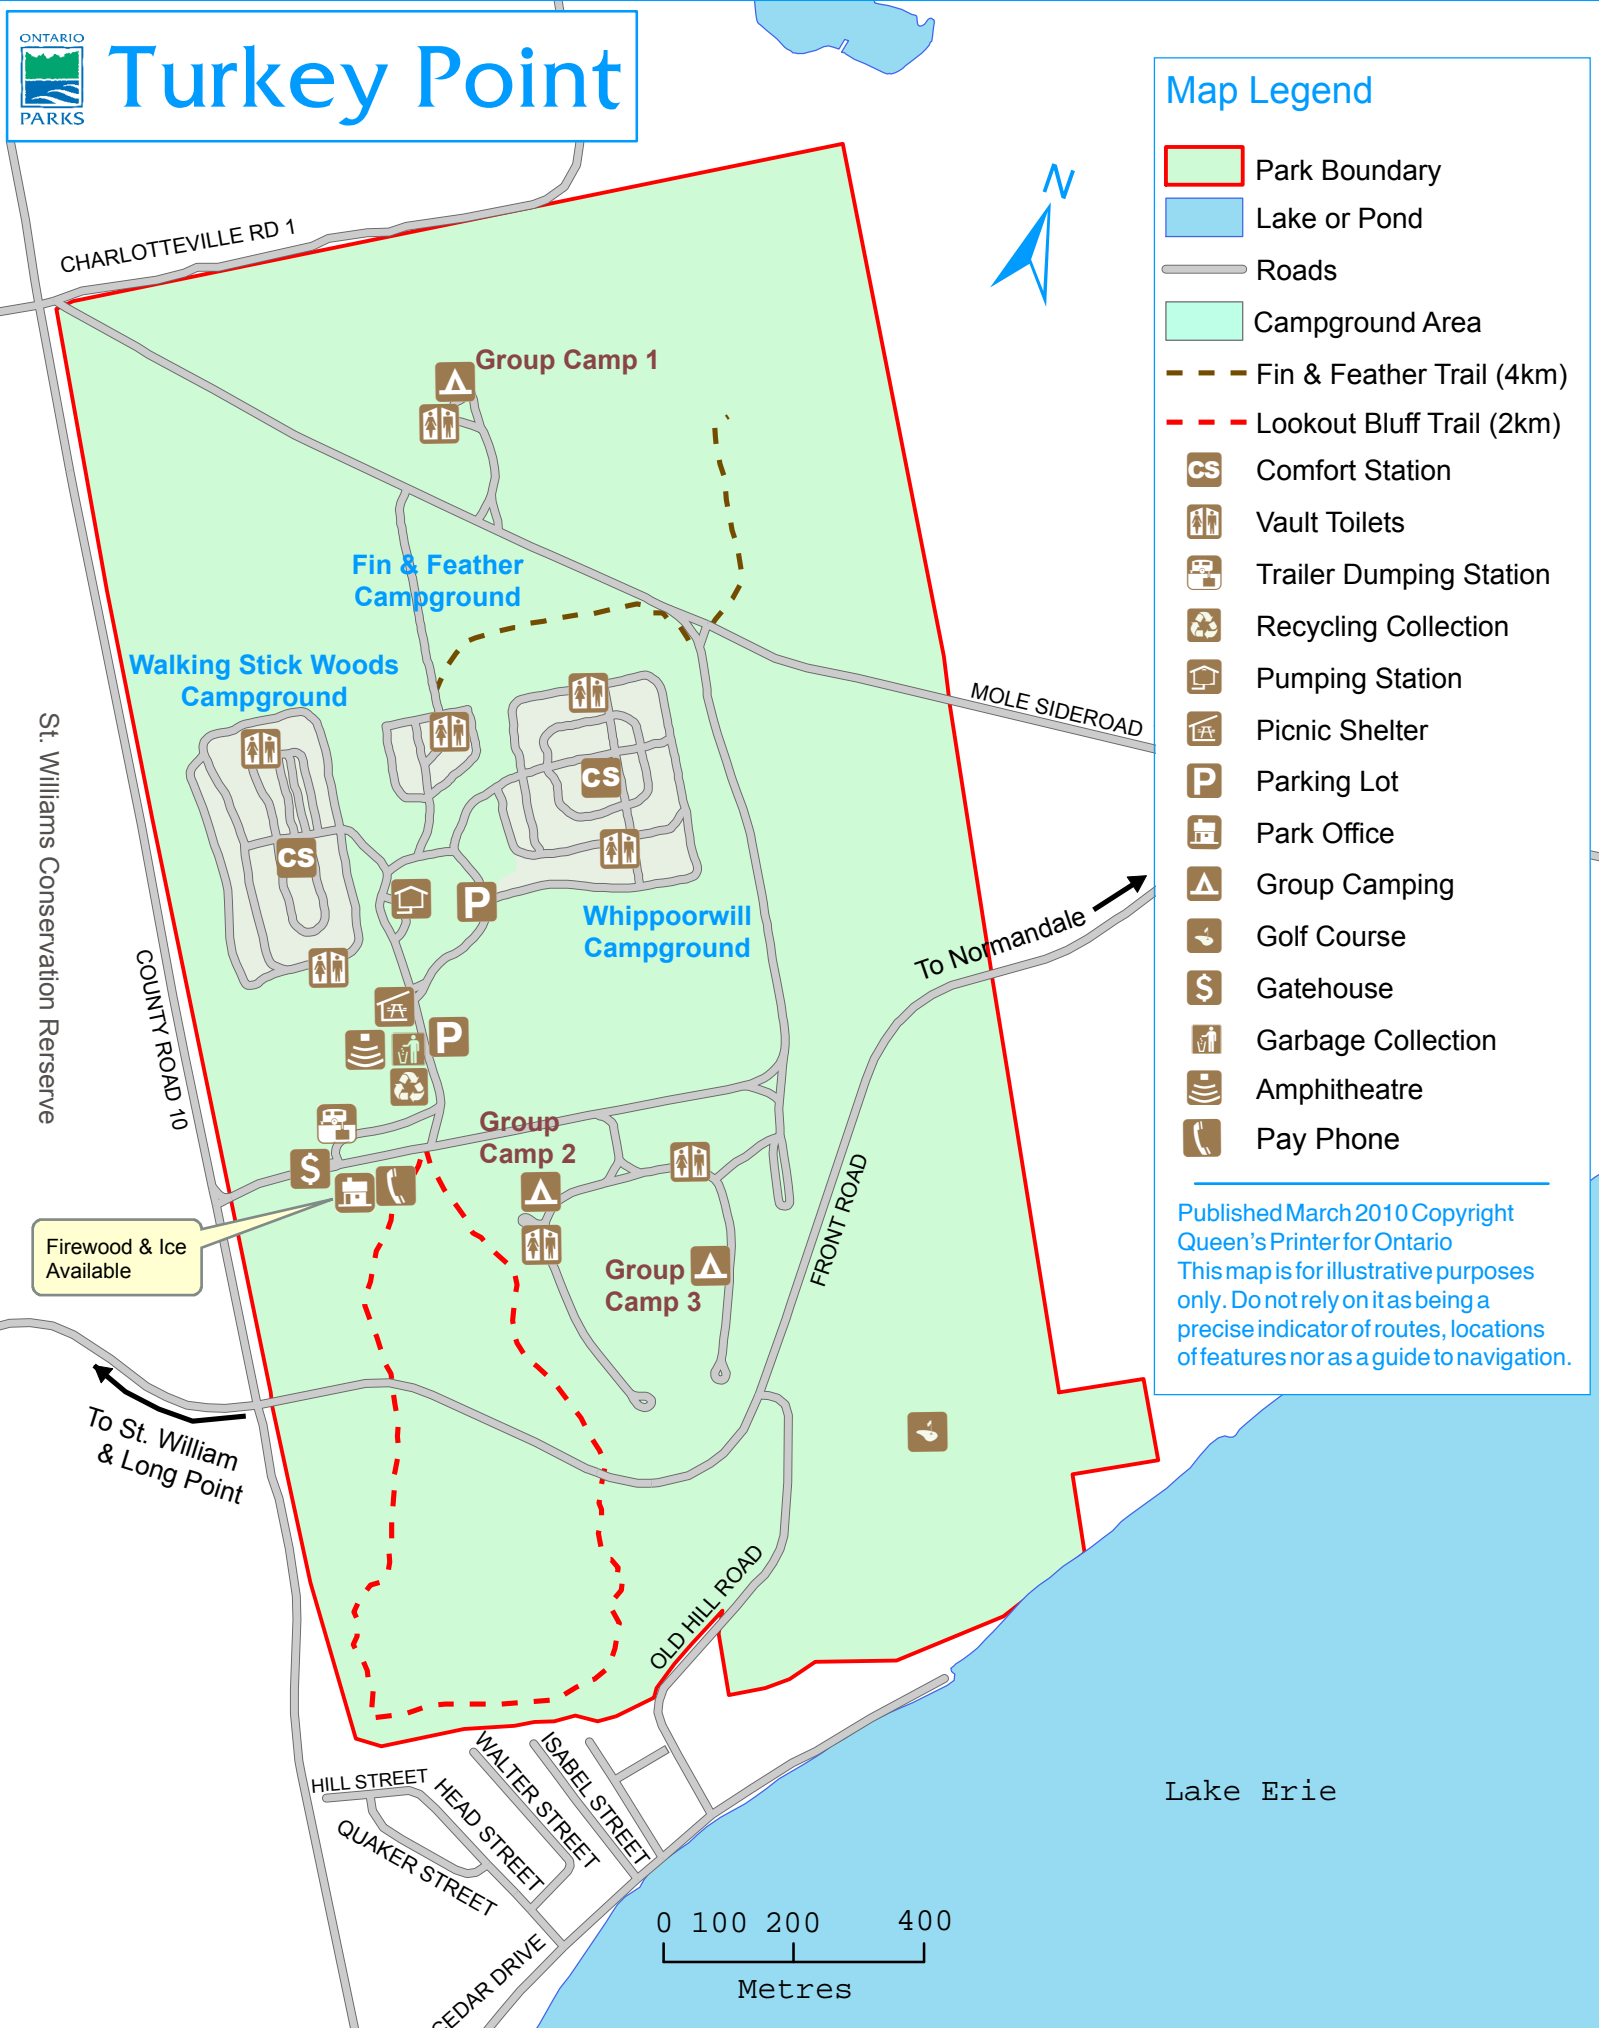 ONTARIO
PARKS
Turkey Point
Map Legend
Park Boundary
Lake or Pond
Roads
Campground Area
Fin & Feather Trail (4km)
Lookout Bluff Trail (2km)
CS
Comfort Station
Vault Toilets
Trailer Dumping Station
Recycling Collection
Pumping Station
Picnic Shelter
P
Parking Lot
Park Office
Group Camping
Golf Course
$
Gatehouse
Garbage Collection
Amphitheatre
Pay Phone
Published March 2010 Copyright
Queen's Printer for Ontario
This map is for illustrative purposes
only. Do not rely on it as being a
precise indicator of routes, locations
of features nor as a guide to navigation.
N
CHARLOTTEVILLE RD 1
Group Camp 1
Fin & Feather
Campground
Walking Stick Woods
Campground
MOLE SIDEROAD
St. Williams Conservation Rerserve
CS
CS
P
Whippoorwill
Campground
To Normandale
COUNTY ROAD 10
P
Group
Camp 2
$
FRONT ROAD
Firewood & Ice
Available
Group
Camp 3
To St. William
& Long Point
OLD HILL ROAD
HILL STREET
QUAKER STREET
HEAD STREET
WALTER STREET
ISABEL STREET
CEDAR DRIVE
Lake Erie
0 100 200 400
Metres